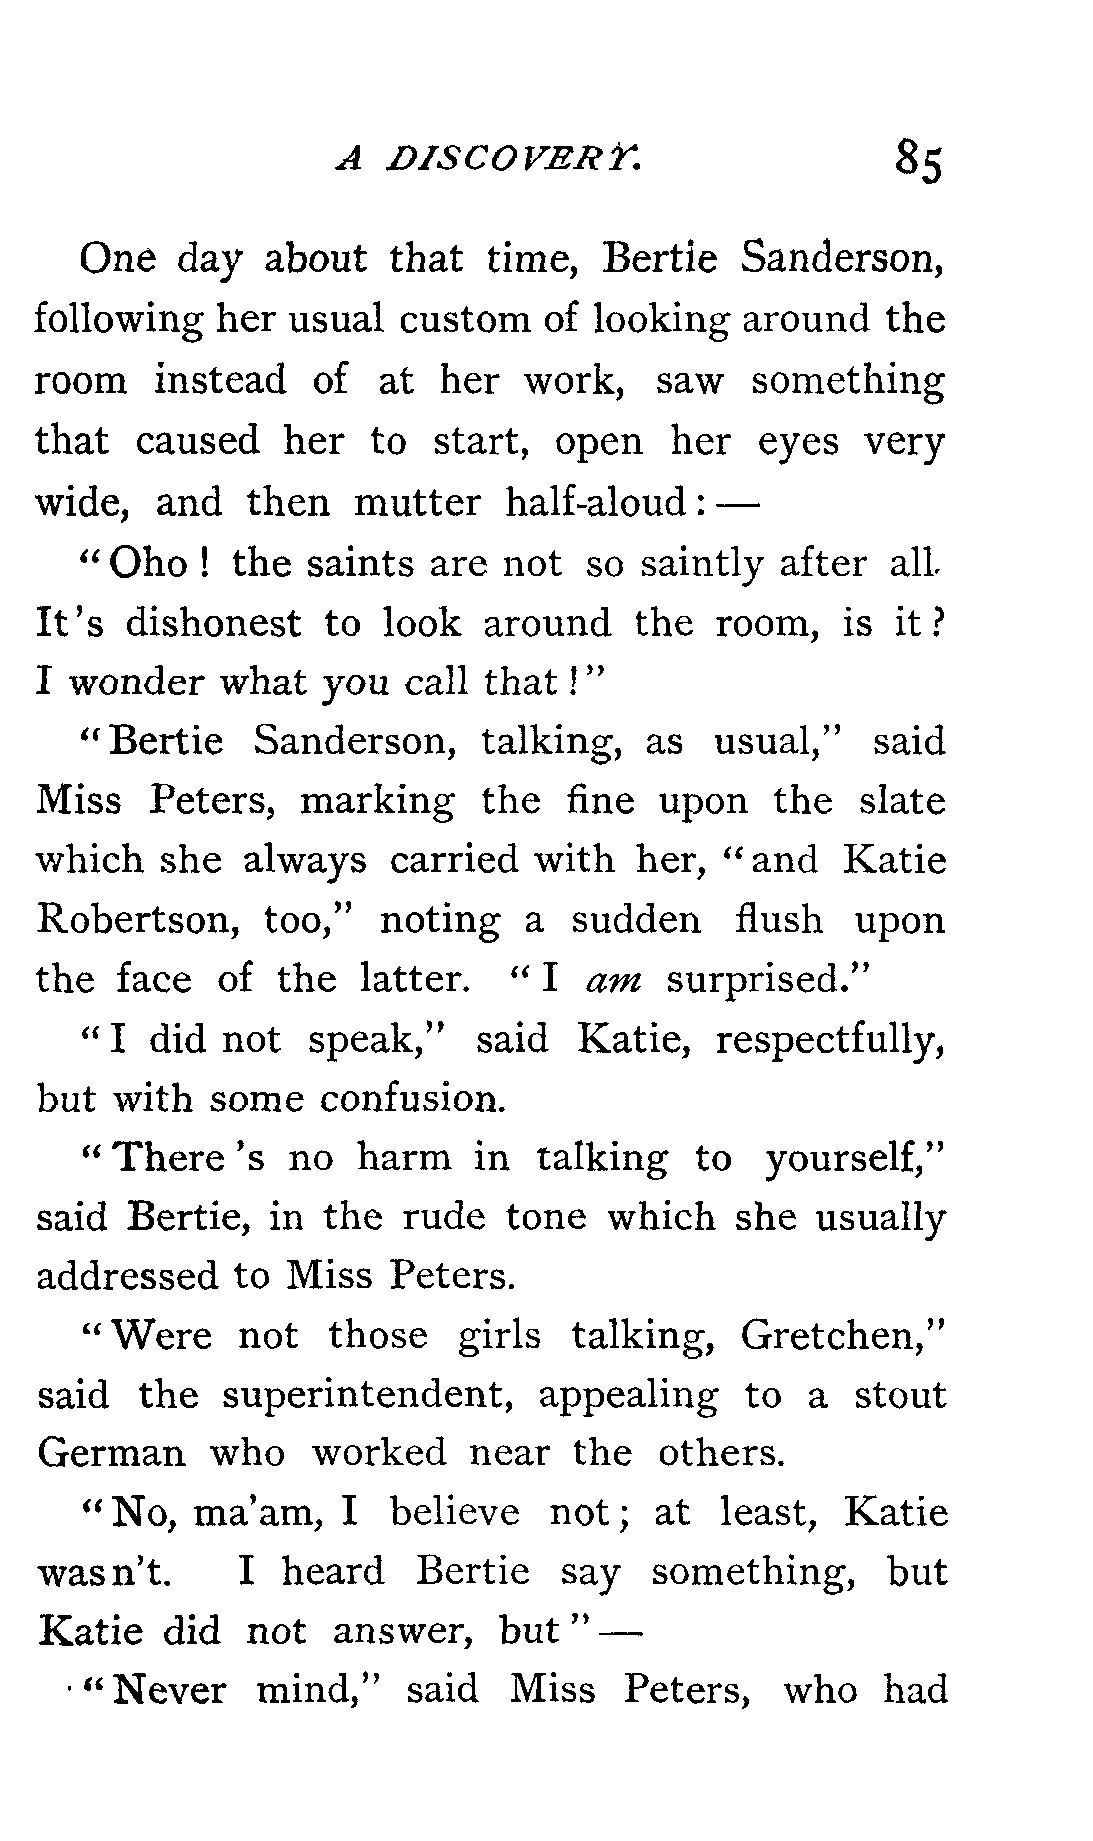 A DISCOVERY. 85
One day about that time, Bertie Sanderson,
following her usual custom of looking around the
room instead of at her work, saw something
that caused her to start, open her eyes very
wide, and then mutter half-aloud: —
"Oho! the saints are not so saintly after all.
It's dishonest to look around the room, is it?
I wonder what you call that!"
"Bertie Sanderson, talking, as usual," said
Miss Peters, marking the fine upon the slate
which she always carried with her, "and Katie
Robertson, too," noting a sudden flush upon
the face of the latter. "I am surprised."
"I did not speak," said Katie, respectfully,
but with some confusion.
"There's no harm in talking to yourself,"
said Bertie, in the rude tone which she usually
addressed to Miss Peters.
"Were not those girls talking, Gretchen,"
said the superintendent, appealing to a stout
German who worked near the others.
"No, ma'am, I believe not; at least, Katie
wasn't. I heard Bertie say something, but
Katie did not answer, but" —
"Never mind," said Miss Peters, who had